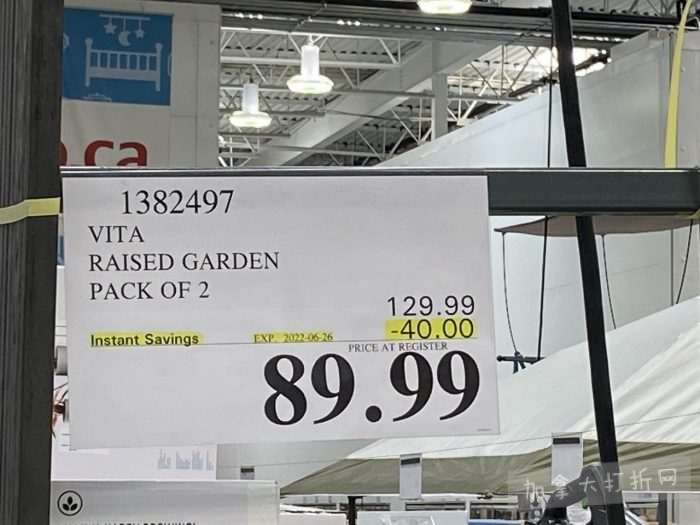 .ca
1382497
VITA
RAISED GARDEN
PACK OF 2
129.99
Instant Savings EXP. 2022-06-26 -40.00
PRICE AT REGISTER
89.99
加拿大打折网